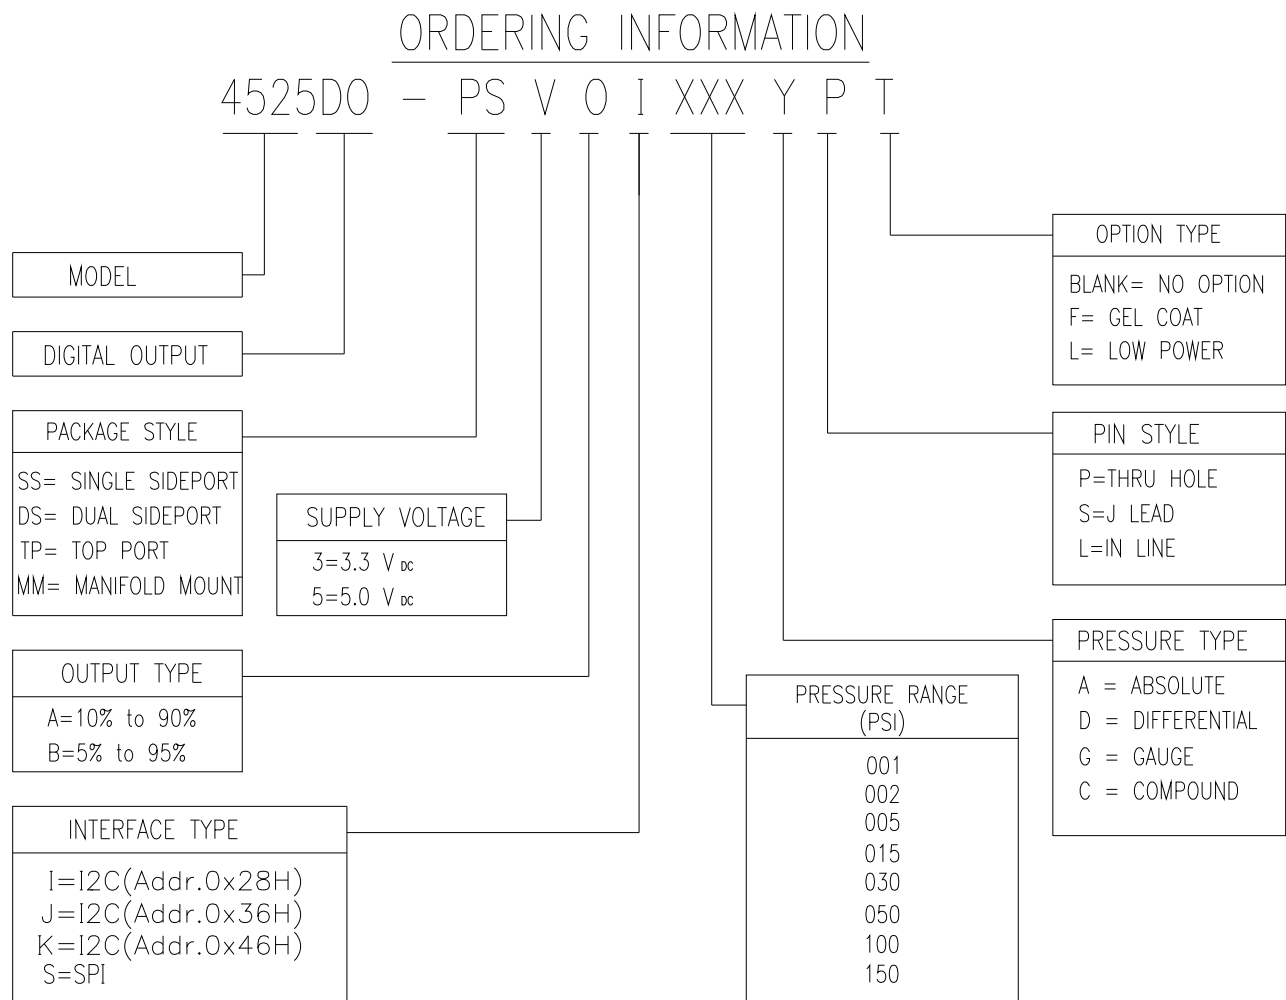 ORDERING INFORMATION
4525DO - PS V O I XXX Y P T
MODEL
DIGITAL OUTPUT
PACKAGE STYLE
SS= SINGLE SIDEPORT
DS= DUAL SIDEPORT
TP= TOP PORT
MM= MANIFOLD MOUNT
SUPPLY VOLTAGE
3=3.3 V DC
5=5.0 V DC
OUTPUT TYPE
A=10% to 90%
B=5% to 95%
INTERFACE TYPE
I=I2C(Addr.0x28H)
J=I2C(Addr.0x36H)
K=I2C(Addr.0x46H)
S=SPI
PRESSURE RANGE
(PSI)
001
002
005
015
030
050
100
150
OPTION TYPE
BLANK= NO OPTION
F= GEL COAT
L= LOW POWER
PIN STYLE
P=THRU HOLE
S=J LEAD
L=IN LINE
PRESSURE TYPE
A = ABSOLUTE
D = DIFFERENTIAL
G = GAUGE
C = COMPOUND